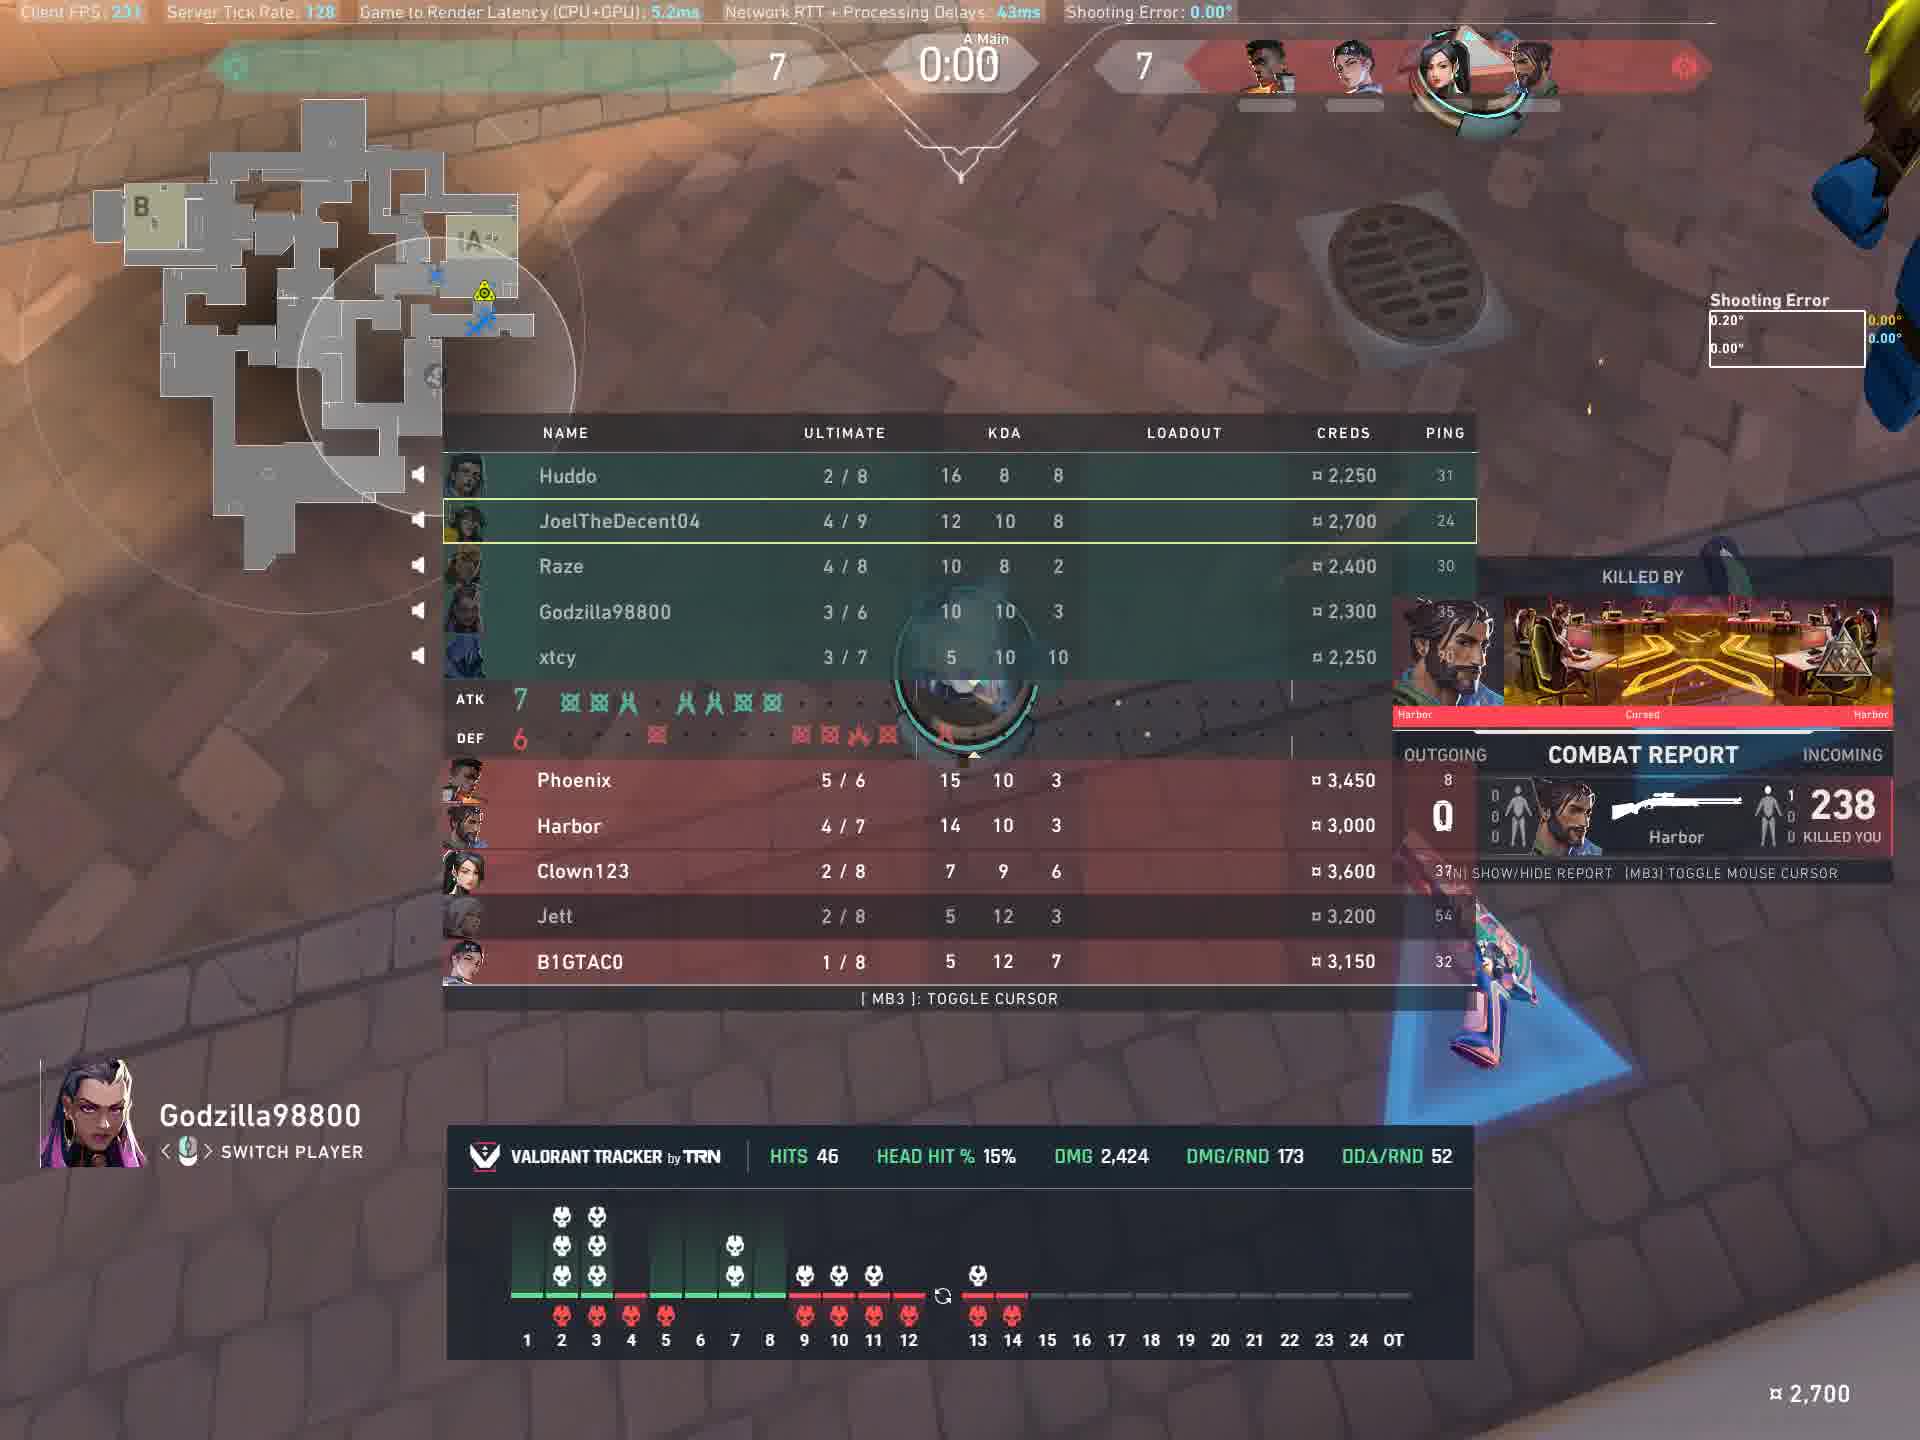 Client FPS: 231 Server Tick Rate: 128 Game to Render Latency (CPU+GPU): 5.2ms Network RTT + Processing Delays: 43ms Shooting Error: 0.00°
A Main
7 0:00 7
B
A
Shooting Error
0.20° 0.00°
0.00°
0.00°
NAME ULTIMATE KDA LOADOUT CREDS PING
Huddo 2 / 8 16 8 8 ¤ 2,250 31
JoelTheDecent04 4 / 9 12 10 8 ¤ 2,700 24
Raze 4 / 8 10 8 2 ¤ 2,400 30
Godzilla98800 3 / 6 10 10 3 ¤ 2,300 35
xtcy 3 / 7 5 10 10 ¤ 2,250
ATK 7
DEF 6
Phoenix 5 / 6 15 10 3 ¤ 3,450 8
Harbor 4 / 7 14 10 3 ¤ 3,000
Clown123 2 / 8 7 9 6 ¤ 3,600 37
Jett 2 / 8 5 12 3 ¤ 3,200 54
B1GTAC0 1 / 8 5 12 7 ¤ 3,150 32
[ MB3 ]: TOGGLE CURSOR
KILLED BY
Harbor Cursed Harbor
OUTGOING COMBAT REPORT INCOMING
0
0
0
0
Harbor
1
0
0
238
KILLED YOU
[N] SHOW/HIDE REPORT [MB3] TOGGLE MOUSE CURSOR
Godzilla98800
< > SWITCH PLAYER
VALORANT TRACKER by TRN HITS 46 HEAD HIT % 15% DMG 2,424 DMG/RND 173 DDΔ/RND 52
1 2 3 4 5 6 7 8 9 10 11 12 13 14 15 16 17 18 19 20 21 22 23 24 OT
¤ 2,700